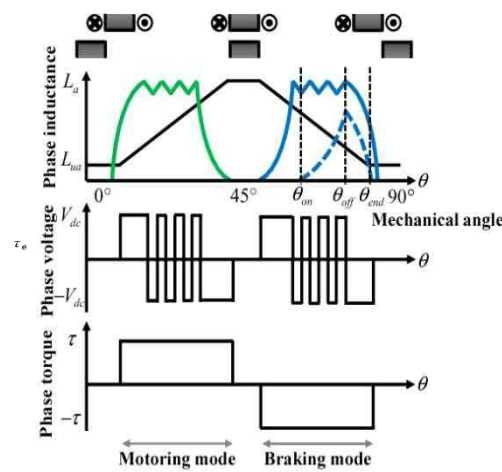 Phase inductance
L_a
L_ua
0°
45°
θ_on
θ_off
θ_end
90°
θ
Mechanical angle
τ_e
Phase voltage
V_dc
−V_dc
θ
Phase torque
τ
−τ
θ
Motoring mode
Braking mode